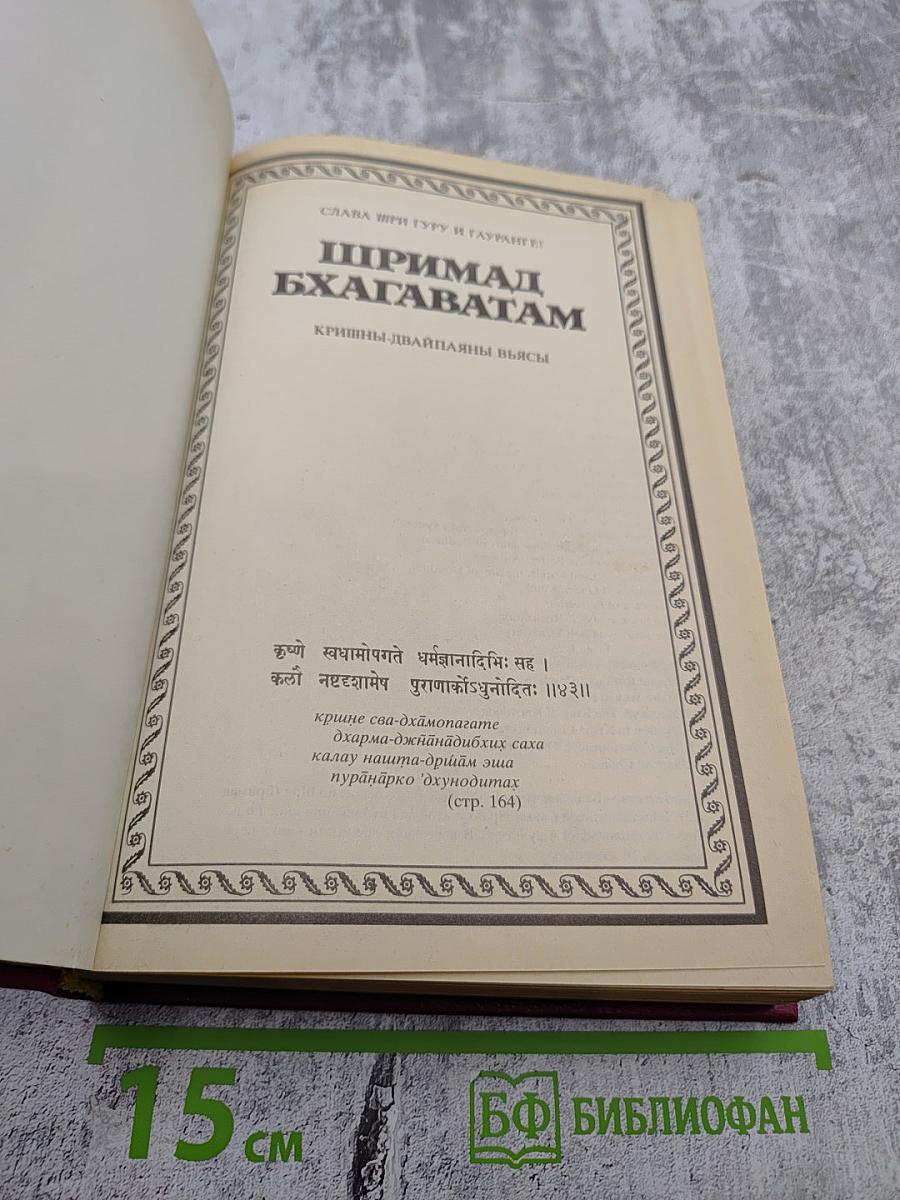 СЛАВА ШРИ ГУРУ И ГАУРАНГЕ!
ШРИМАД
БХАГАВАТАМ
КРИШНЫ-ДВАЙПАЯНЫ ВЬЯСЫ
कृष्णे स्वधामोपगते धर्मज्ञानादिभिः सह ।
कलौ नष्टदृशामेष पुराणार्कोऽधुनोदितः ॥४३॥
кр̣шн̣е сва-дха̄мопагате
дхарма-джн̃а̄на̄дибхих̣ саха
калау нашт̣а-др̣ш́а̄м эша
пура̄н̣а̄рко ’дхунодитах̣
(стр. 164)
15 см
БФ БИБЛИОФАН